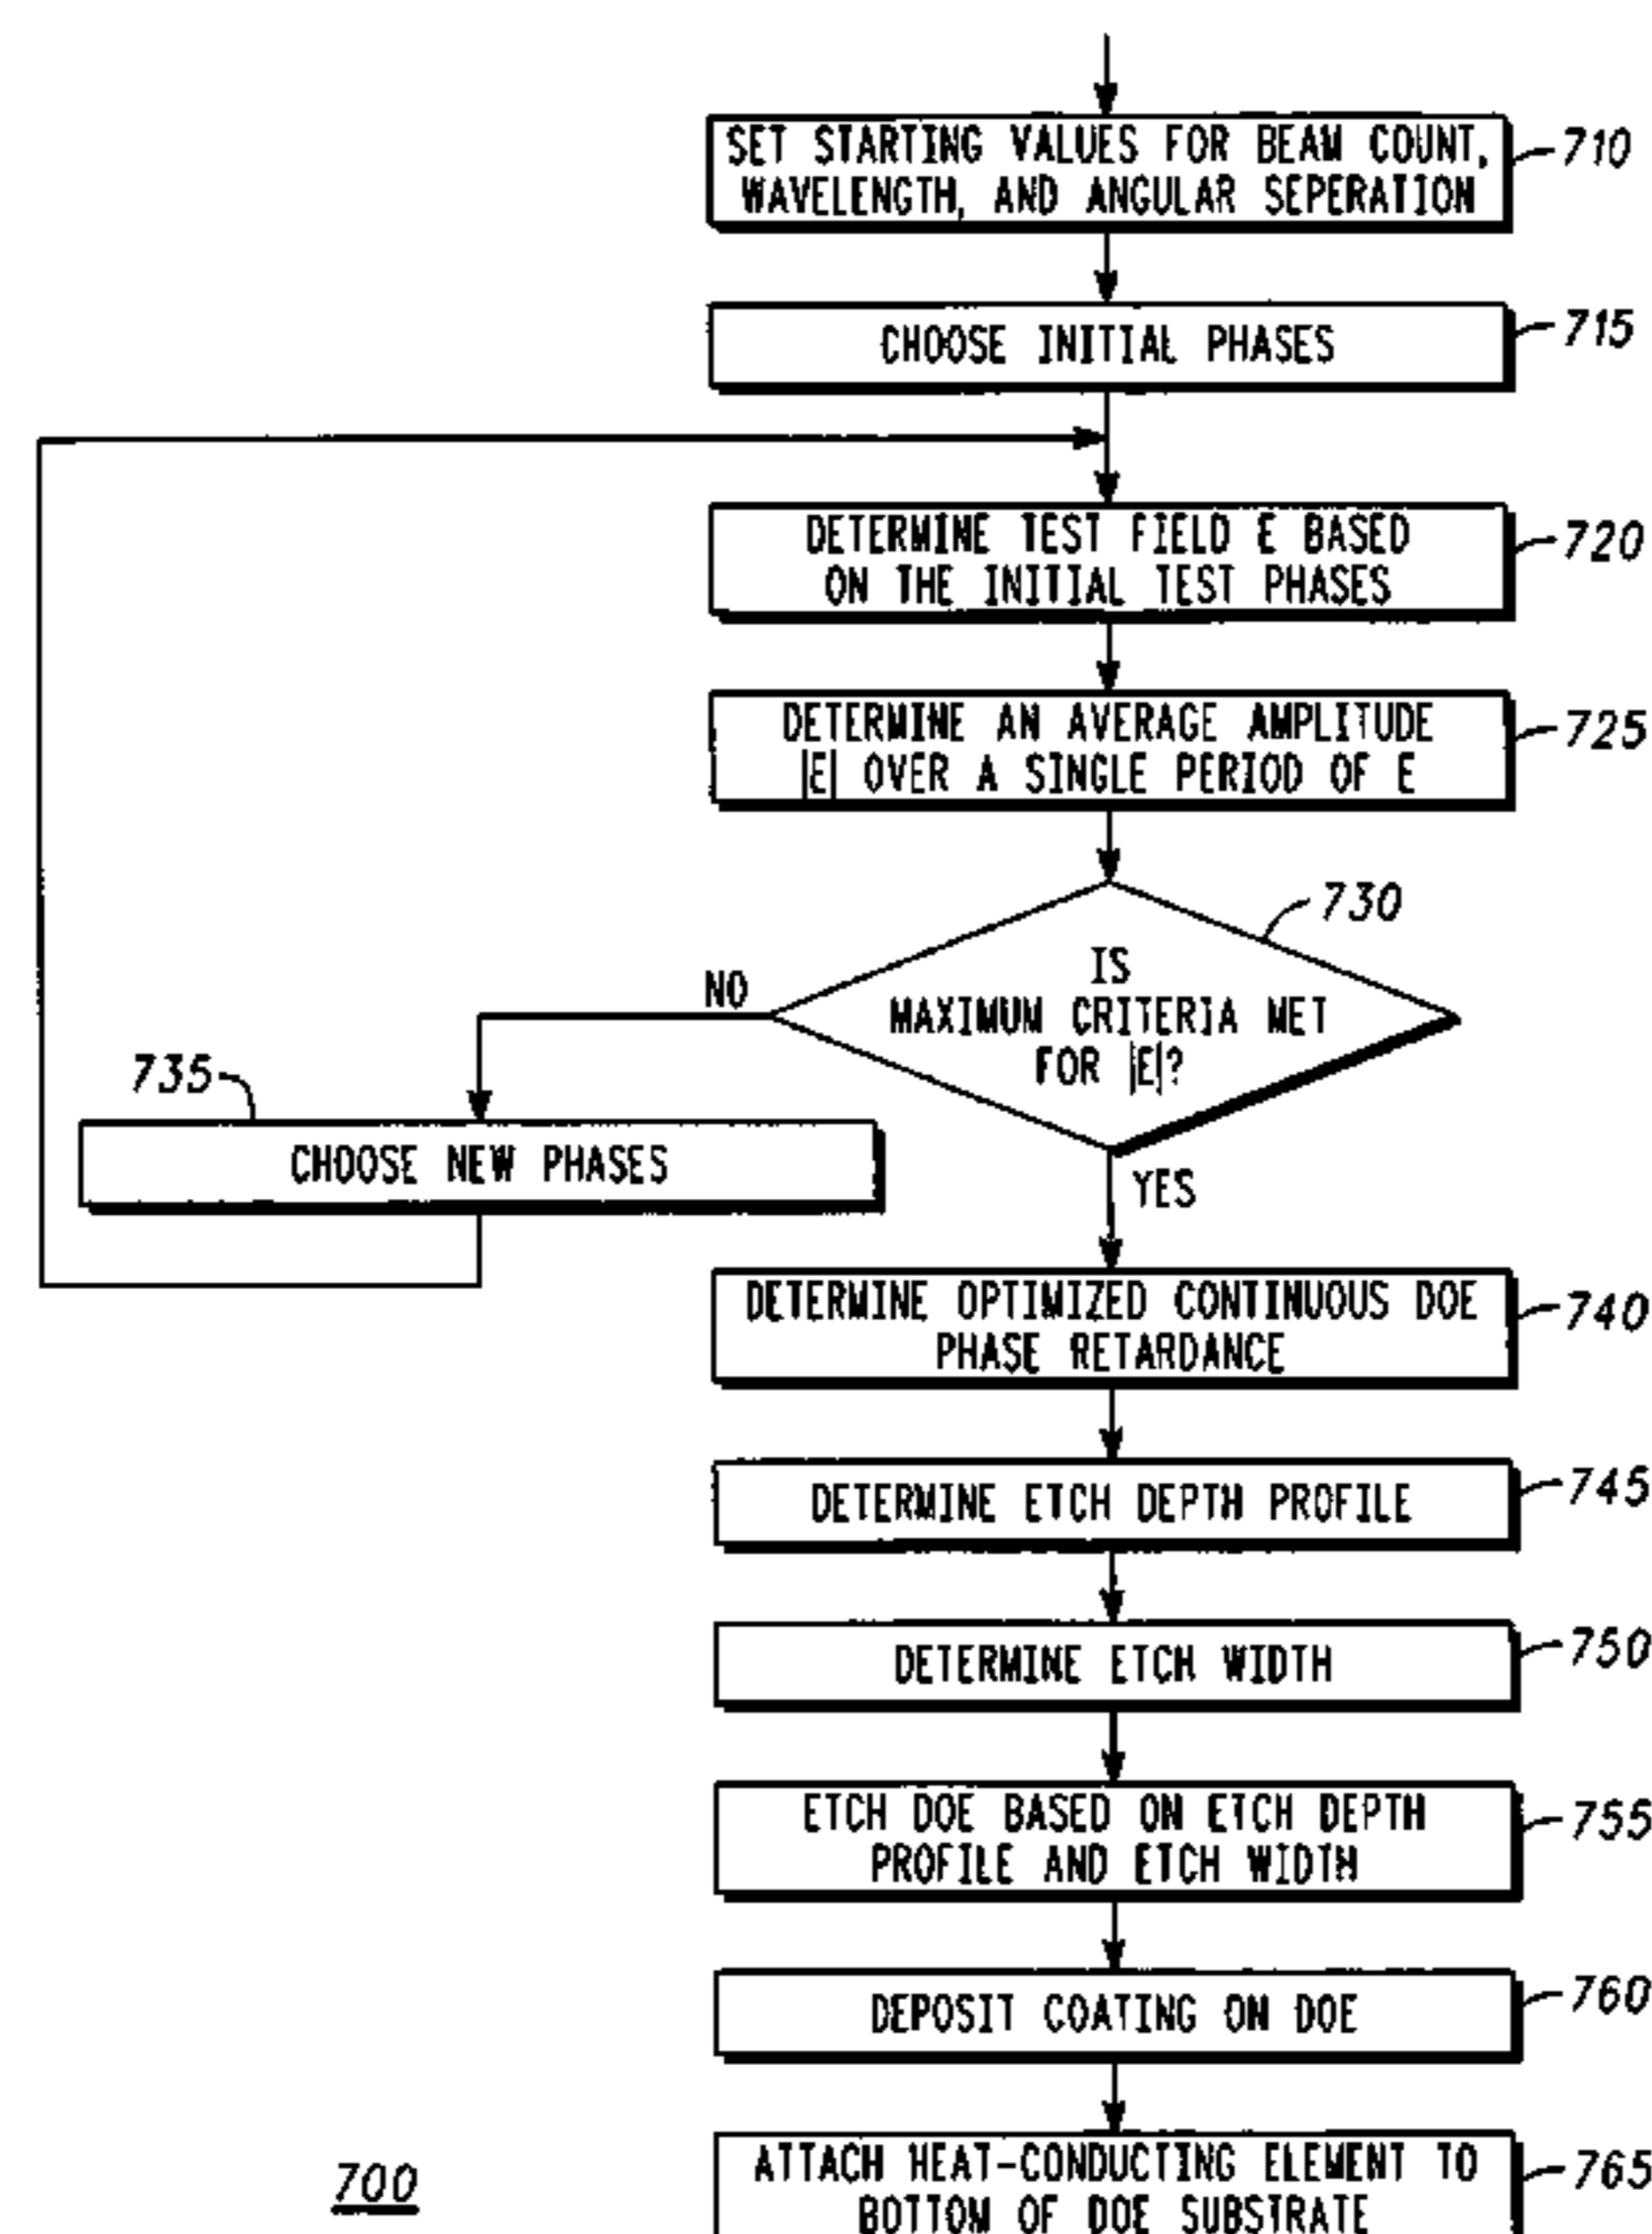 SET STARTING VALUES FOR BEAM COUNT,
WAVELENGTH, AND ANGULAR SEPERATION
710
CHOOSE INITIAL PHASES
715
DETERMINE TEST FIELD E BASED
ON THE INITIAL TEST PHASES
720
DETERMINE AN AVERAGE AMPLITUDE
|E| OVER A SINGLE PERIOD OF E
725
730
IS
MAXIMUM CRITERIA MET
FOR |E|?
NO
YES
735
CHOOSE NEW PHASES
DETERMINE OPTIMIZED CONTINUOUS DOE
PHASE RETARDANCE
740
DETERMINE ETCH DEPTH PROFILE
745
DETERMINE ETCH WIDTH
750
ETCH DOE BASED ON ETCH DEPTH
PROFILE AND ETCH WIDTH
755
DEPOSIT COATING ON DOE
760
ATTACH HEAT-CONDUCTING ELEMENT TO
BOTTOM OF DOE SUBSTRATE
765
700